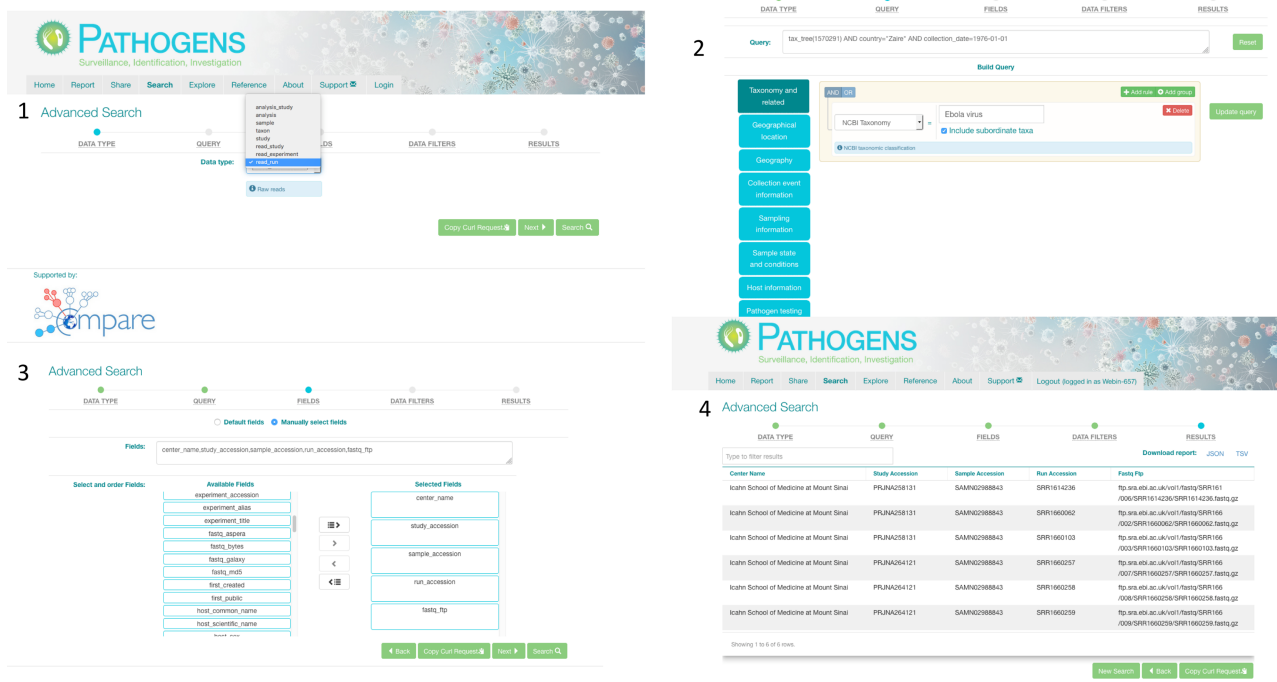 PATHOGENS
Surveillance, Identification, Investigation
Home Report Share Search Explore Reference About Support Login
1 Advanced Search
analysis_study
analysis
sample
taxon
study
read_study
read_experiment
✓ read_run
DATA TYPE QUERY DS DATA FILTERS RESULTS
Data type:
Raw reads
Copy Curl Request Next Search
Supported by:
Compare
2
DATA TYPE QUERY FIELDS DATA FILTERS RESULTS
Query: tax_tree(1570291) AND country="Zaire" AND collection_date=1976-01-01 Reset
Build Query
Taxonomy and related
Geographical location
Geography
Collection event information
Sampling information
Sample state and conditions
Host information
Pathogen testing
AND OR + Add rule Add group
NCBI Taxonomy = Ebola virus Delete Update query
Include subordinate taxa
NCBI taxonomic classification
3 Advanced Search
DATA TYPE QUERY FIELDS DATA FILTERS RESULTS
Default fields Manually select fields
Fields: center_name,study_accession,sample_accession,run_accession,fastq_ftp
Select and order Fields: Available Fields Selected Fields
experiment_accession
experiment_alias
experiment_title
fastq_aspera
fastq_bytes
fastq_galaxy
fastq_md5
first_created
first_public
host_common_name
host_scientific_name
center_name
study_accession
sample_accession
run_accession
fastq_ftp
Back Copy Curl Request Next Search
PATHOGENS
Surveillance, Identification, Investigation
Home Report Share Search Explore Reference About Support Logout (logged in as Webin-657)
4 Advanced Search
DATA TYPE QUERY FIELDS DATA FILTERS RESULTS
Type to filter results Download report: JSON TSV
Center Name Study Accession Sample Accession Run Accession Fastq Ftp
Icahn School of Medicine at Mount Sinai PRJNA258131 SAMN02988843 SRR1614236 ftp.sra.ebi.ac.uk/vol1/fastq/SRR161
/006/SRR1614236/SRR1614236.fastq.gz
Icahn School of Medicine at Mount Sinai PRJNA258131 SAMN02988843 SRR1660062 ftp.sra.ebi.ac.uk/vol1/fastq/SRR166
/002/SRR1660062/SRR1660062.fastq.gz
Icahn School of Medicine at Mount Sinai PRJNA258131 SAMN02988843 SRR1660103 ftp.sra.ebi.ac.uk/vol1/fastq/SRR166
/003/SRR1660103/SRR1660103.fastq.gz
Icahn School of Medicine at Mount Sinai PRJNA264121 SAMN02988843 SRR1660257 ftp.sra.ebi.ac.uk/vol1/fastq/SRR166
/007/SRR1660257/SRR1660257.fastq.gz
Icahn School of Medicine at Mount Sinai PRJNA264121 SAMN02988843 SRR1660258 ftp.sra.ebi.ac.uk/vol1/fastq/SRR166
/008/SRR1660258/SRR1660258.fastq.gz
Icahn School of Medicine at Mount Sinai PRJNA264121 SAMN02988843 SRR1660259 ftp.sra.ebi.ac.uk/vol1/fastq/SRR166
/009/SRR1660259/SRR1660259.fastq.gz
Showing 1 to 6 of 6 rows.
New Search Back Copy Curl Request